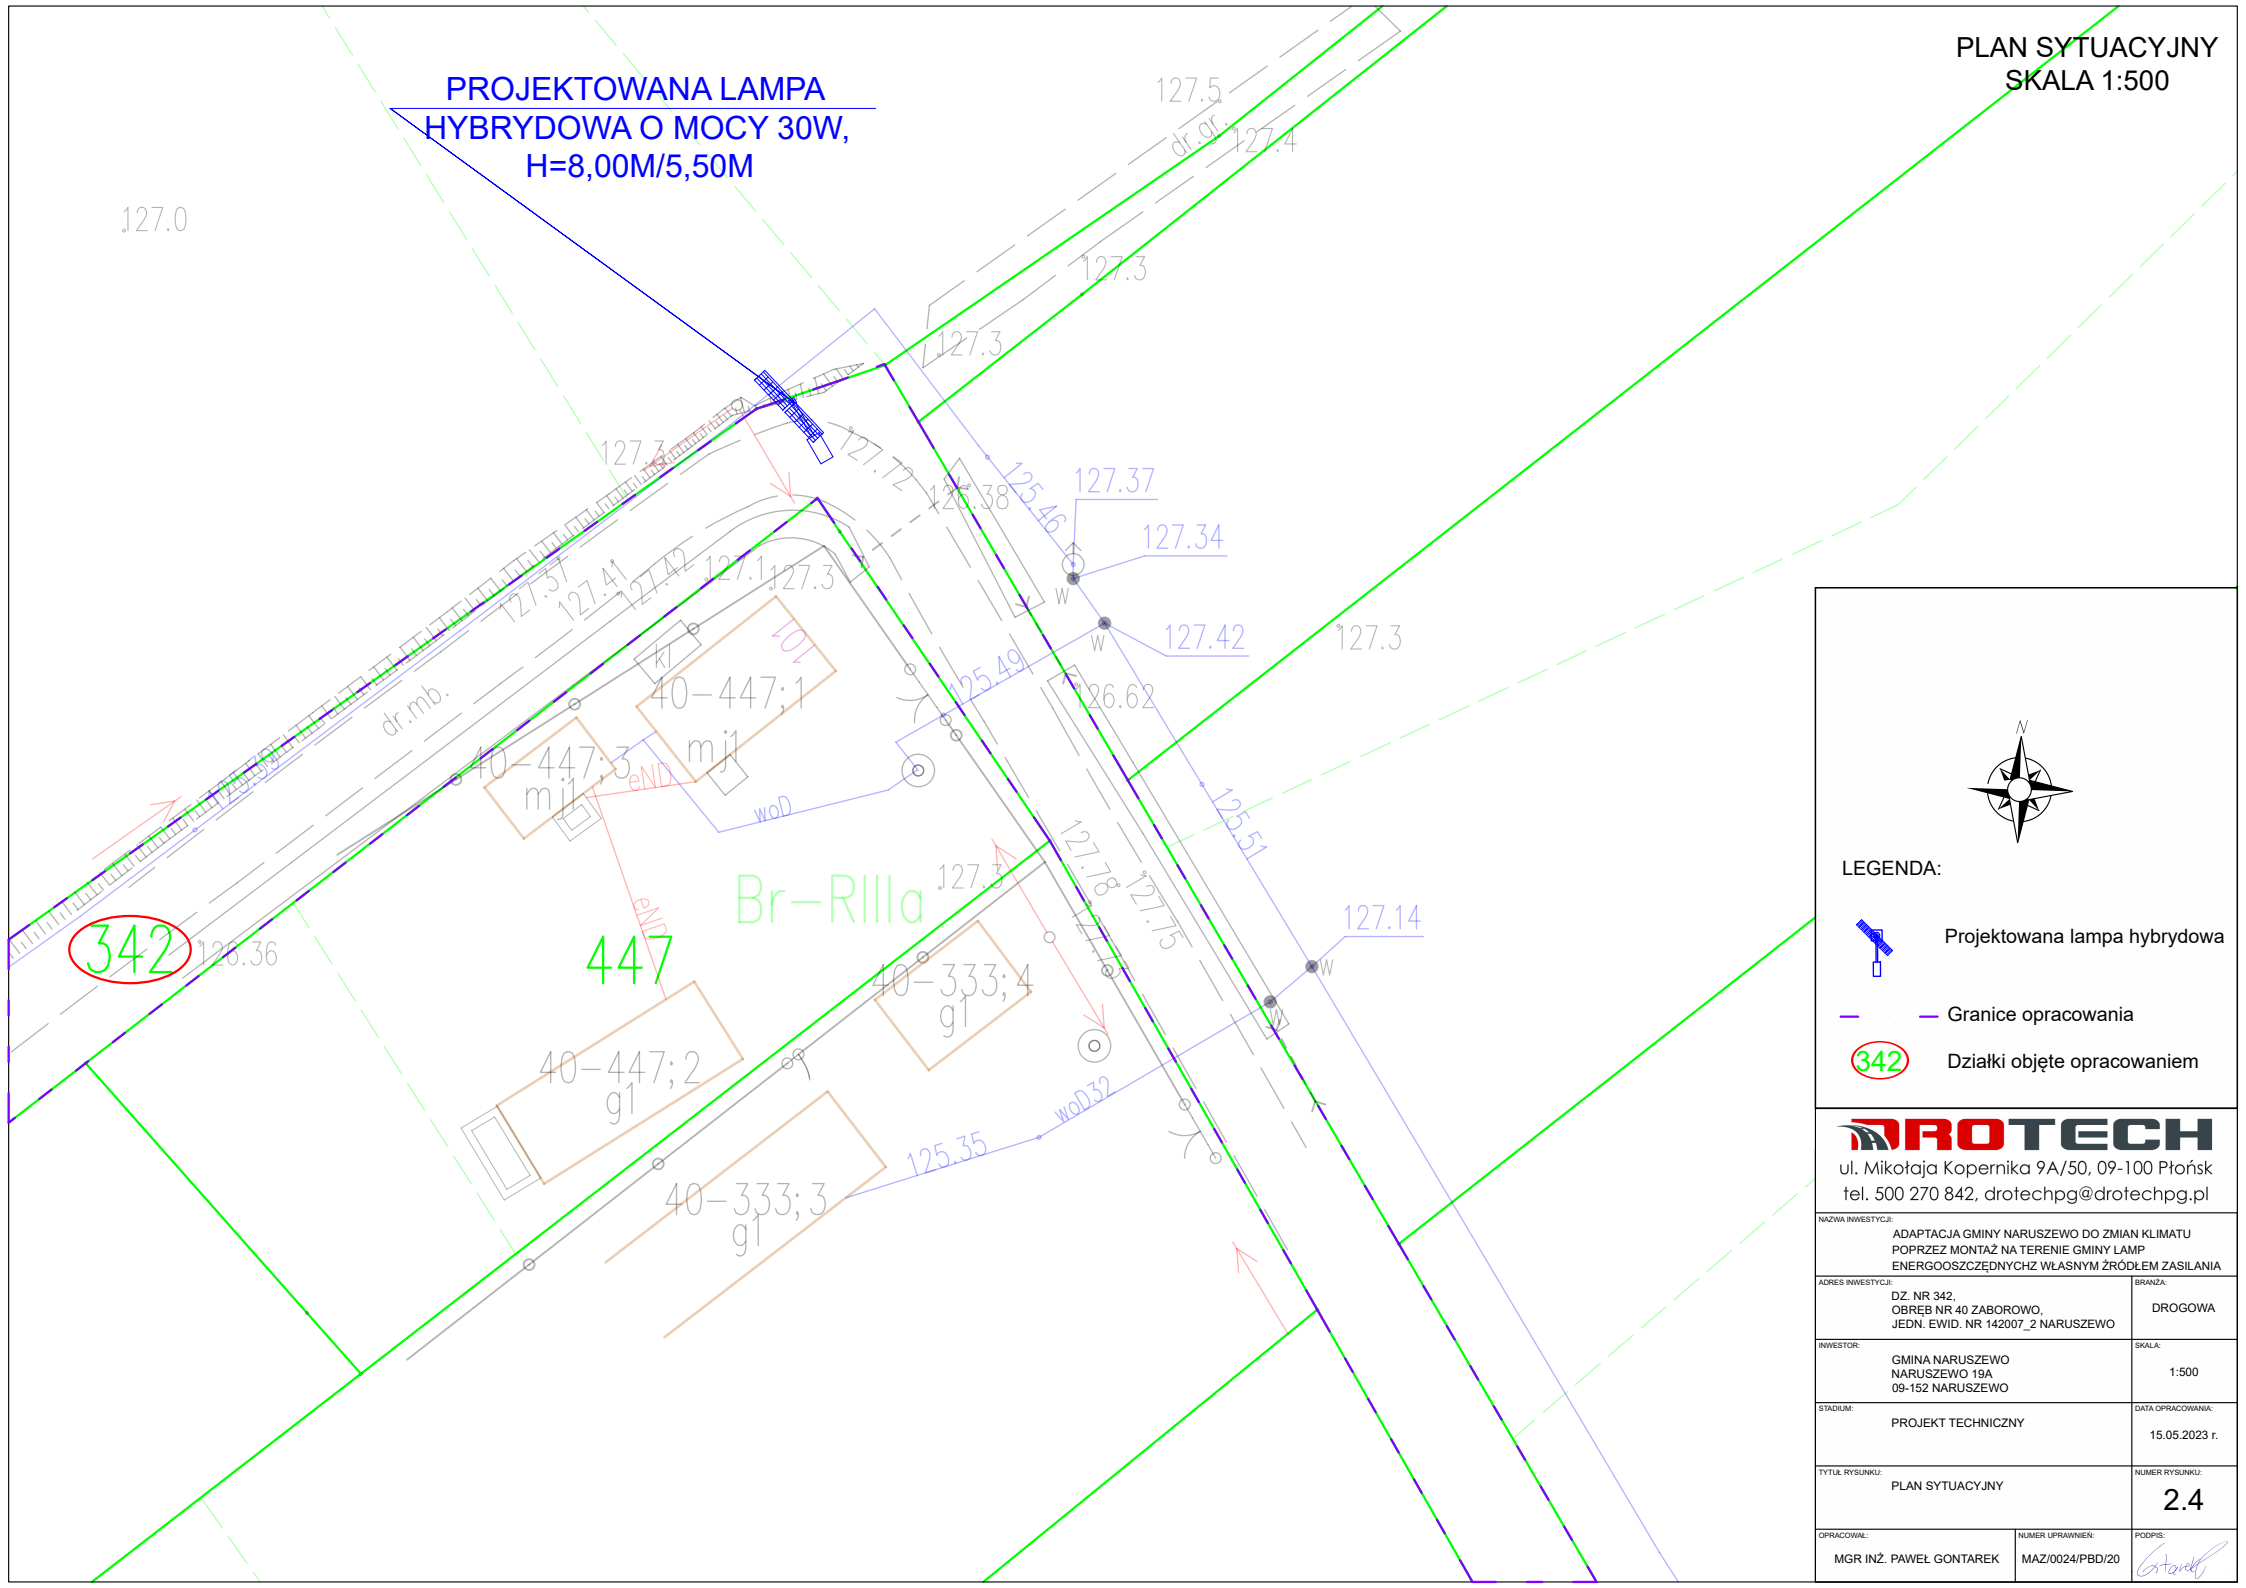 PLAN SYTUACYJNY
SKALA 1:500
PROJEKTOWANA LAMPA
HYBRYDOWA O MOCY 30W,
H=8,00M/5,50M
127.5
dr.gr.
127.4
127.0
127.3
127.3
127.3
127.72
126.38
125.46
127.37
127.34
W
127.42
W
127.3
127.57
127.41
127.42
127.1
127.3
kl
40-447;1
mj1
125.49
126.62
dr.mb.
40-447;3
mj1
eND
woD
125.51
127.78
127.75
Br-RIIIa
127.3
eND
342
126.36
447
40-333;4
g1
127.14
W
W
40-447;2
g1
woD32
125.35
40-333;3
g1
N
LEGENDA:
Projektowana lampa hybrydowa
Granice opracowania
342
Działki objęte opracowaniem
DROTECH
ul. Mikołaja Kopernika 9A/50, 09-100 Płońsk
tel. 500 270 842, drotechpg@drotechpg.pl
NAZWA INWESTYCJI:
ADAPTACJA GMINY NARUSZEWO DO ZMIAN KLIMATU
POPRZEZ MONTAŻ NA TERENIE GMINY LAMP
ENERGOOSZCZĘDNYCHZ WŁASNYM ŹRÓDŁEM ZASILANIA
ADRES INWESTYCJI:
DZ. NR 342,
OBRĘB NR 40 ZABOROWO,
JEDN. EWID. NR 142007_2 NARUSZEWO
BRANŻA:
DROGOWA
INWESTOR:
GMINA NARUSZEWO
NARUSZEWO 19A
09-152 NARUSZEWO
SKALA:
1:500
STADIUM:
PROJEKT TECHNICZNY
DATA OPRACOWANIA:
15.05.2023 r.
TYTUŁ RYSUNKU:
PLAN SYTUACYJNY
NUMER RYSUNKU:
2.4
OPRACOWAŁ:
MGR INŻ. PAWEŁ GONTAREK
NUMER UPRAWNIEŃ:
MAZ/0024/PBD/20
PODPIS: